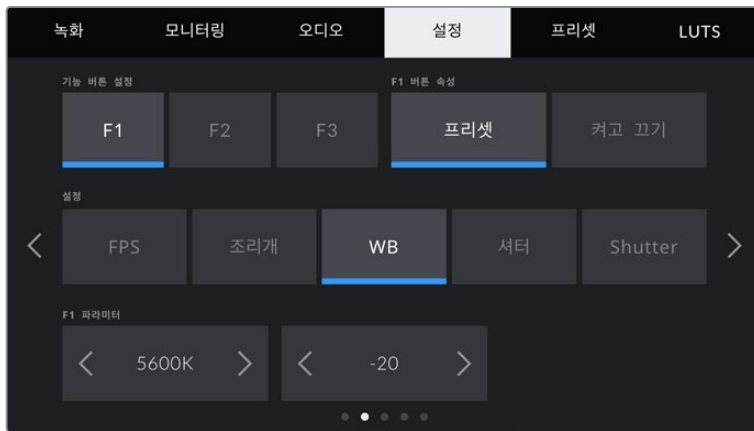 녹화 모니터링 오디오 설정 프리셋 LUTS
기능 버튼 설정 F1 버튼 속성
F1 F2 F3 프리셋 켜고 끄기
설정
FPS 조리개 WB 셔터 Shutter
F1 파라미터
5600K -20